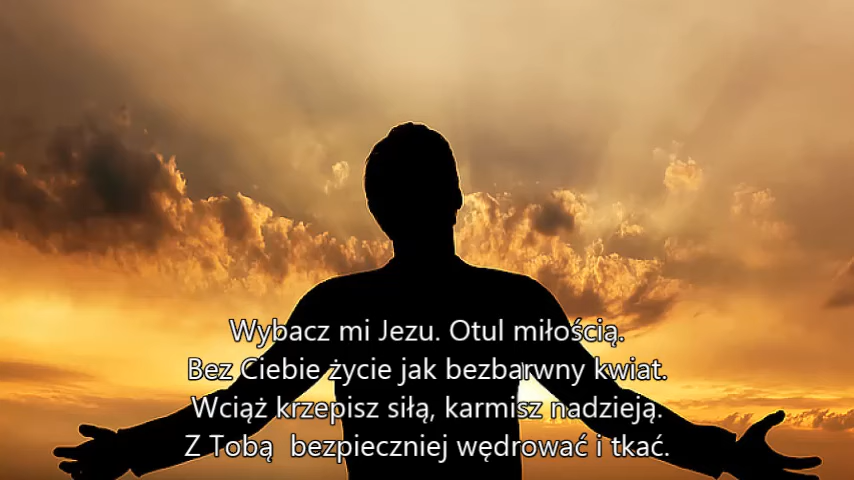 Wybacz mi Jezu. Otul miłością.
Bez Ciebie życie jak bezbarwny kwiat.
Wciąż krzepisz siłą, karmisz nadzieją.
Z Tobą  bezpieczniej wędrować i tkać.